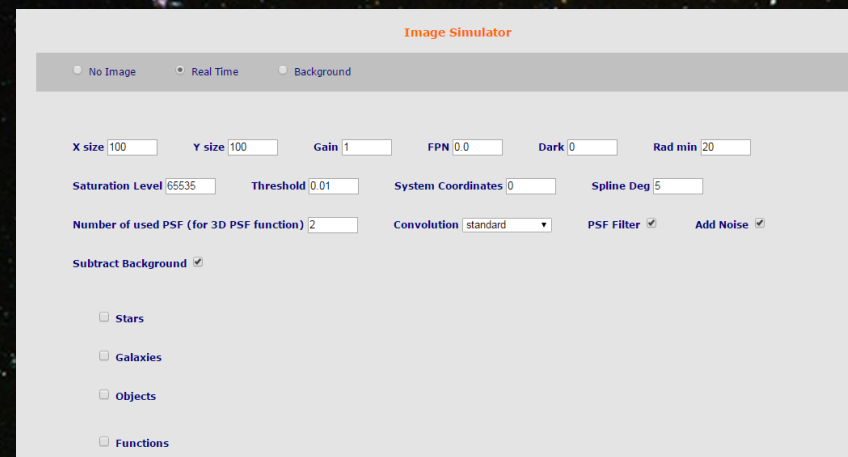 Image Simulator
No Image Real Time Background
X size 100 Y size 100 Gain 1 FPN 0.0 Dark 0 Rad min 20
Saturation Level 65535 Threshold 0.01 System Coordinates 0 Spline Deg 5
Number of used PSF (for 3D PSF function) 2 Convolution standard PSF Filter Add Noise
Subtract Background
Stars
Galaxies
Objects
Functions